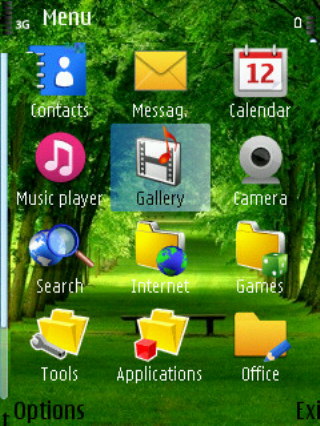 3G Menu
Contacts Messag. Calendar
12
Music player Gallery Camera
Search Internet Games
Tools Applications Office
Options Exi